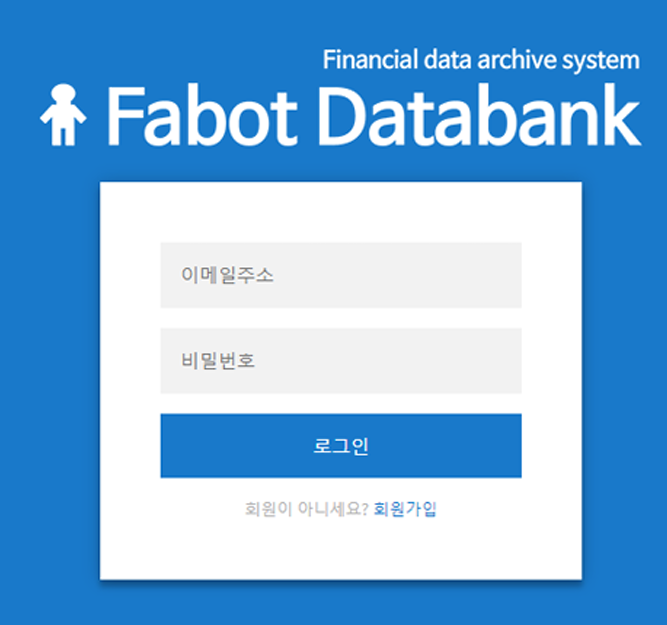 Financial data archive system
Fabot Databank
이메일주소
비밀번호
로그인
회원이 아니세요? 회원가입